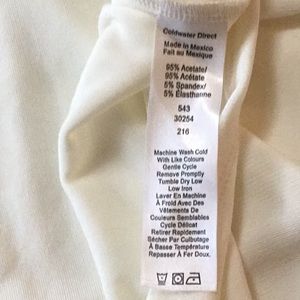 Coldwater Direct
Made in Mexico
Fait au Mexique
95% Acetate/
95% Acétate
5% Spandex/
5% Élasthanne
543
30254
216
Machine Wash Cold
With Like Colours
Gentle Cycle
Remove Promptly
Tumble Dry Low
Low Iron
Laver En Machine
À Froid Avec Des
Vêtements De
Couleurs Semblables
Cycle Délicat
Retirer Rapidement
Sécher Par Culbutage
À Basse Température
Repasser À Fer Doux.